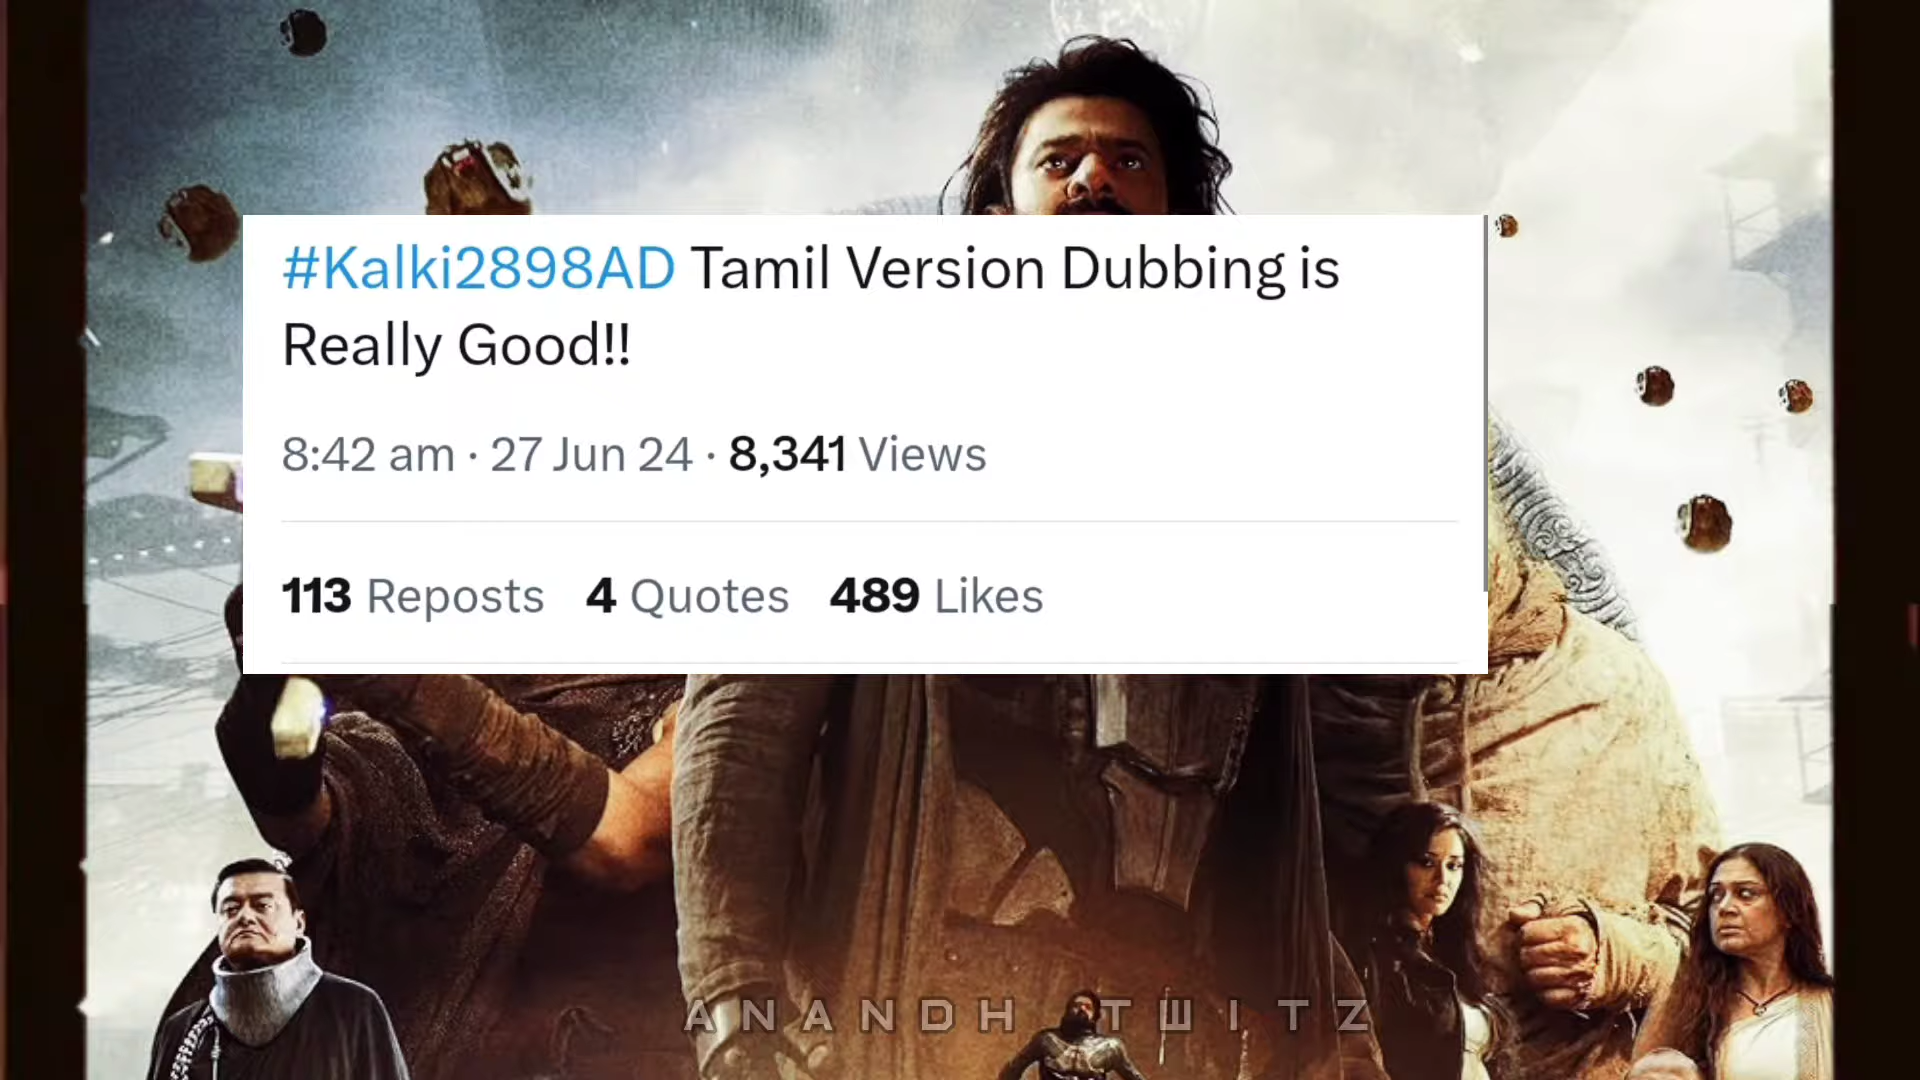 #Kalki2898AD Tamil Version Dubbing is
Really Good!!
8:42 am · 27 Jun 24 · 8,341 Views
113 Reposts 4 Quotes 489 Likes
ANANDH TWITZ